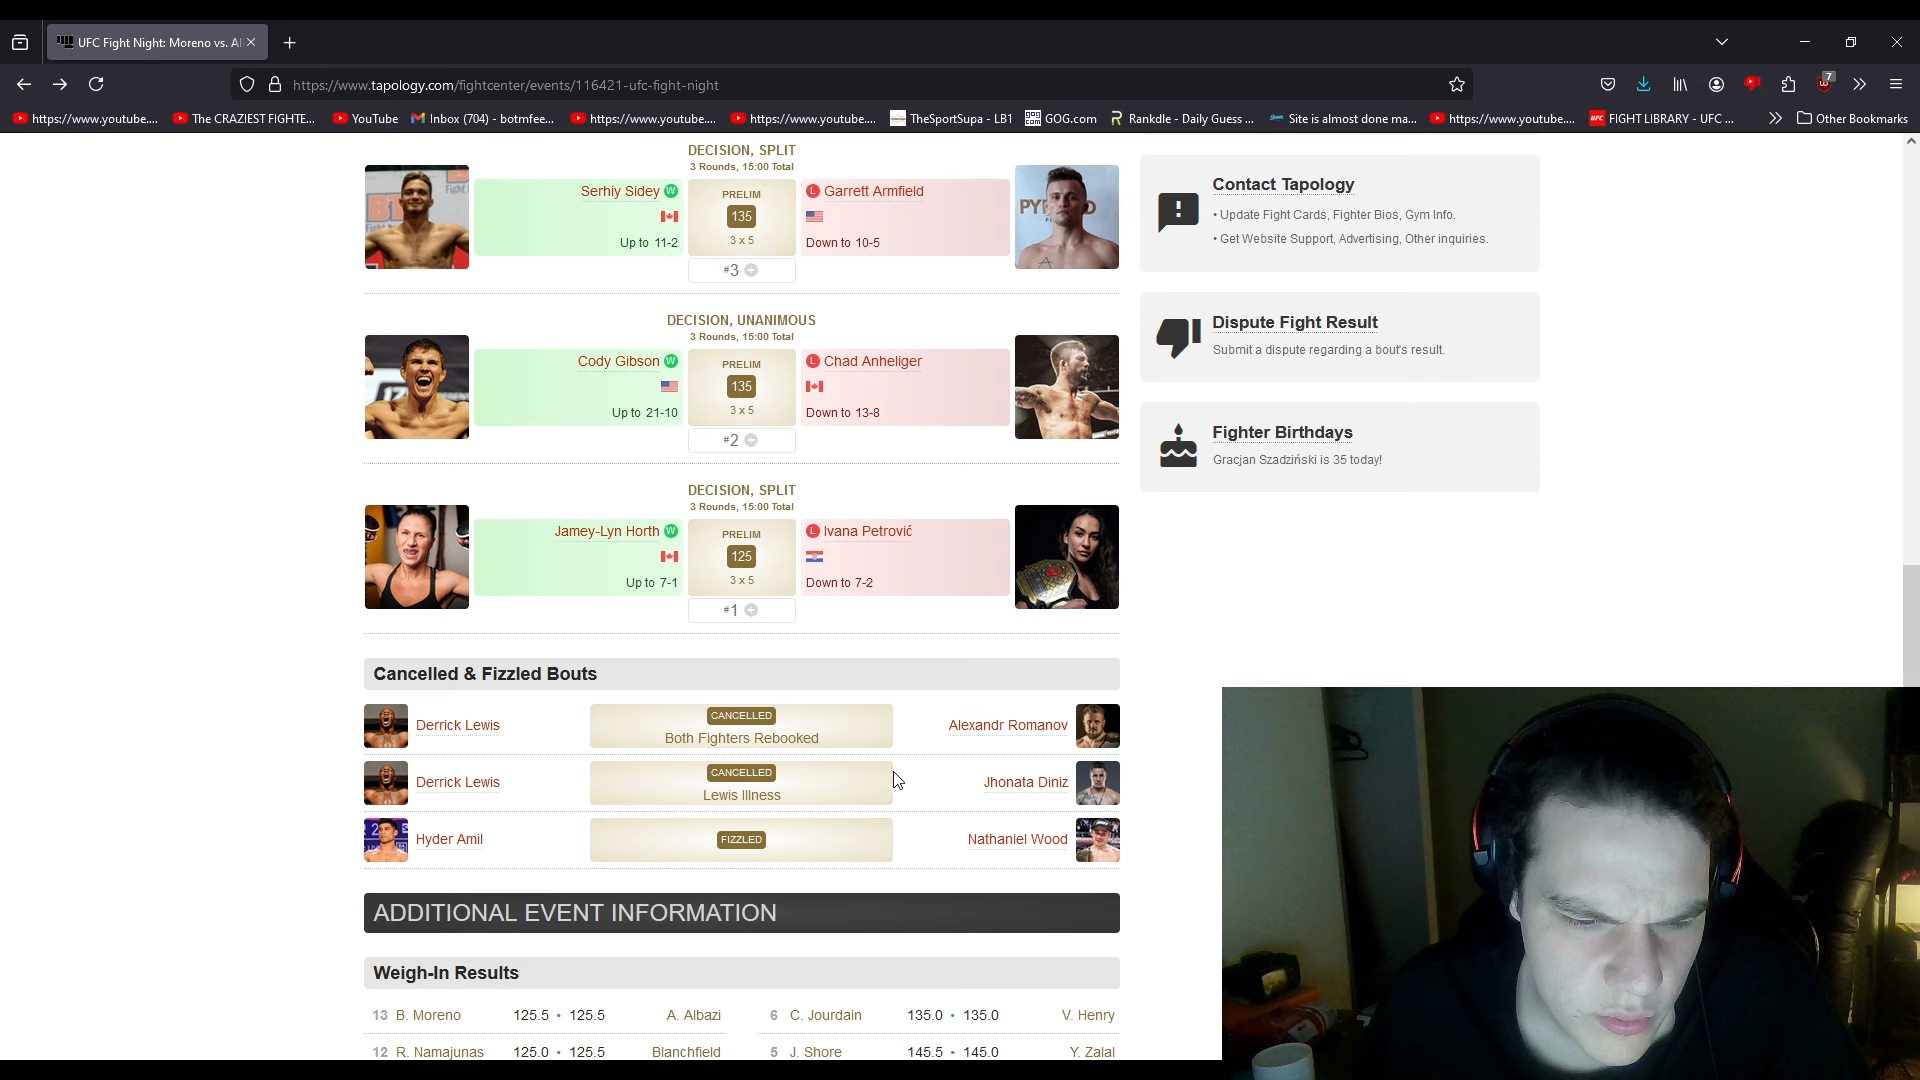 UFC Fight Night: Moreno vs. Al
https://www.tapology.com/fightcenter/events/116421-ufc-fight-night
7
https://www.youtube....
The CRAZIEST FIGHTE...
YouTube
Inbox (704) - botmfee...
https://www.youtube....
https://www.youtube....
TheSportSupa - LB1
GOG.com
Rankdle - Daily Guess ...
Site is almost done ma...
https://www.youtube....
FIGHT LIBRARY - UFC ...
Other Bookmarks
DECISION, SPLIT
3 Rounds, 15:00 Total
Serhiy Sidey W
PRELIM
L Garrett Armfield
135
Up to 11-2
3 x 5
Down to 10-5
#3
DECISION, UNANIMOUS
3 Rounds, 15:00 Total
Cody Gibson W
PRELIM
L Chad Anheliger
135
Up to 21-10
3 x 5
Down to 13-8
#2
DECISION, SPLIT
3 Rounds, 15:00 Total
Jamey-Lyn Horth W
PRELIM
L Ivana Petrović
125
Up to 7-1
3 x 5
Down to 7-2
#1
Contact Tapology
• Update Fight Cards, Fighter Bios, Gym Info.
• Get Website Support, Advertising, Other inquiries.
Dispute Fight Result
Submit a dispute regarding a bout's result.
Fighter Birthdays
Gracjan Szadziński is 35 today!
Cancelled & Fizzled Bouts
Derrick Lewis
CANCELLED
Both Fighters Rebooked
Alexandr Romanov
Derrick Lewis
CANCELLED
Lewis Illness
Jhonata Diniz
Hyder Amil
FIZZLED
Nathaniel Wood
ADDITIONAL EVENT INFORMATION
Weigh-In Results
13 B. Moreno 125.5 • 125.5 A. Albazi
6 C. Jourdain 135.0 • 135.0 V. Henry
12 R. Namajunas 125.0 • 125.5 Blanchfield
5 J. Shore 145.5 • 145.0 Y. Zalal